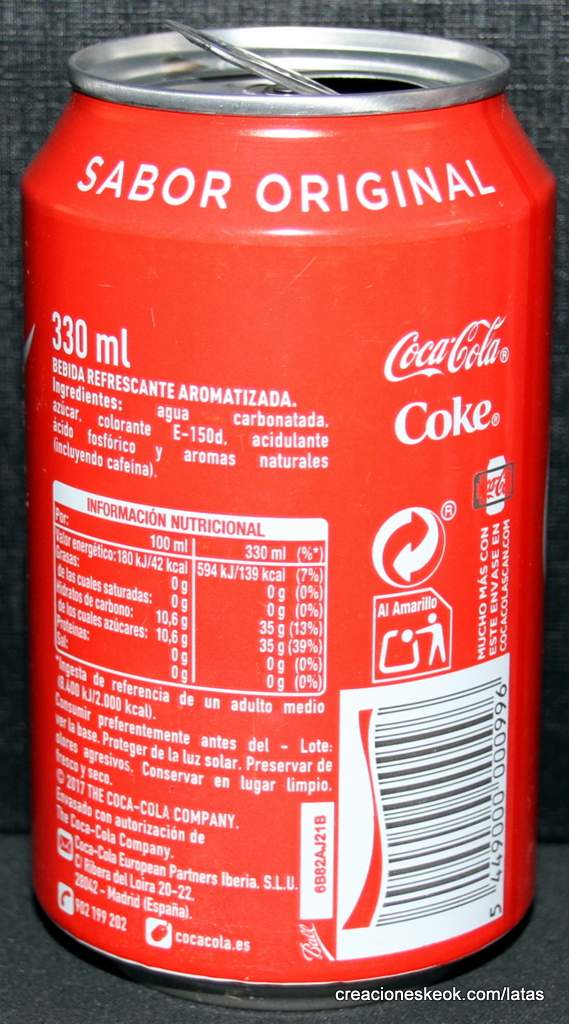 SABOR ORIGINAL
330 ml
BEBIDA REFRESCANTE AROMATIZADA.
Ingredientes: agua carbonatada,
azúcar, colorante E-150d, acidulante
ácido fosfórico y aromas naturales
(incluyendo cafeína).
INFORMACIÓN NUTRICIONAL
Por: 100 ml 330 ml (%*)
Valor energético: 180 kJ/42 kcal 594 kJ/139 kcal (7%)
Grasas: 0 g 0 g (0%)
de las cuales saturadas: 0 g 0 g (0%)
Hidratos de carbono: 10,6 g 35 g (13%)
de los cuales azúcares: 10,6 g 35 g (39%)
Proteínas: 0 g 0 g (0%)
Sal: 0 g 0 g (0%)
*Ingesta de referencia de un adulto medio
(8.400 kJ/2.000 kcal).
Consumir preferentemente antes del - Lote:
ver la base. Proteger de la luz solar. Preservar de
olores agresivos. Conservar en lugar limpio,
fresco y seco.
© 2017 THE COCA-COLA COMPANY.
Envasado con autorización de
The Coca-Cola Company.
Coca-Cola European Partners Iberia, S.L.U.
C/ Ribera del Loira 20-22.
28042 - Madrid (España).
902 199 202
cocacola.es
Coca-Cola®
Coke®
®
Al Amarillo
MUCHO MÁS CON
ESTE ENVASE EN
COCACOLASCAN.COM
6B82AJ21B
Ball
5 449000 000996
creacioneskeok.com/latas